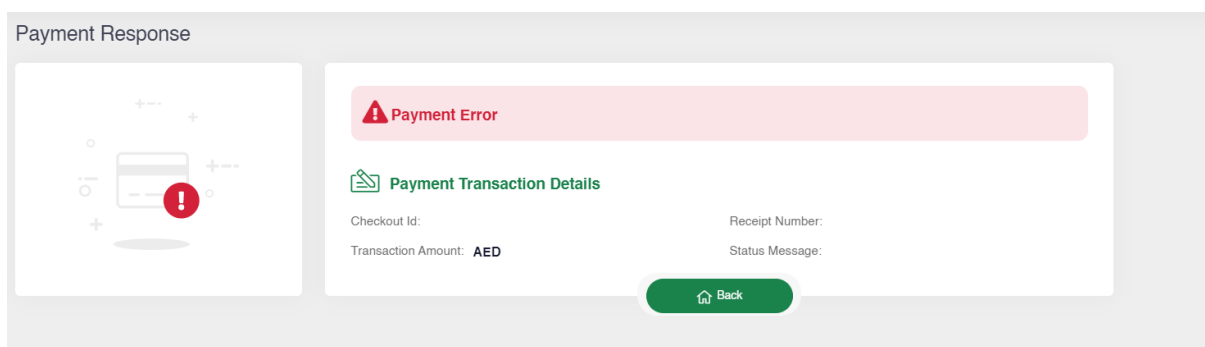 Payment Response
Payment Error
Payment Transaction Details
Checkout Id:
Receipt Number:
Transaction Amount: AED
Status Message:
Back